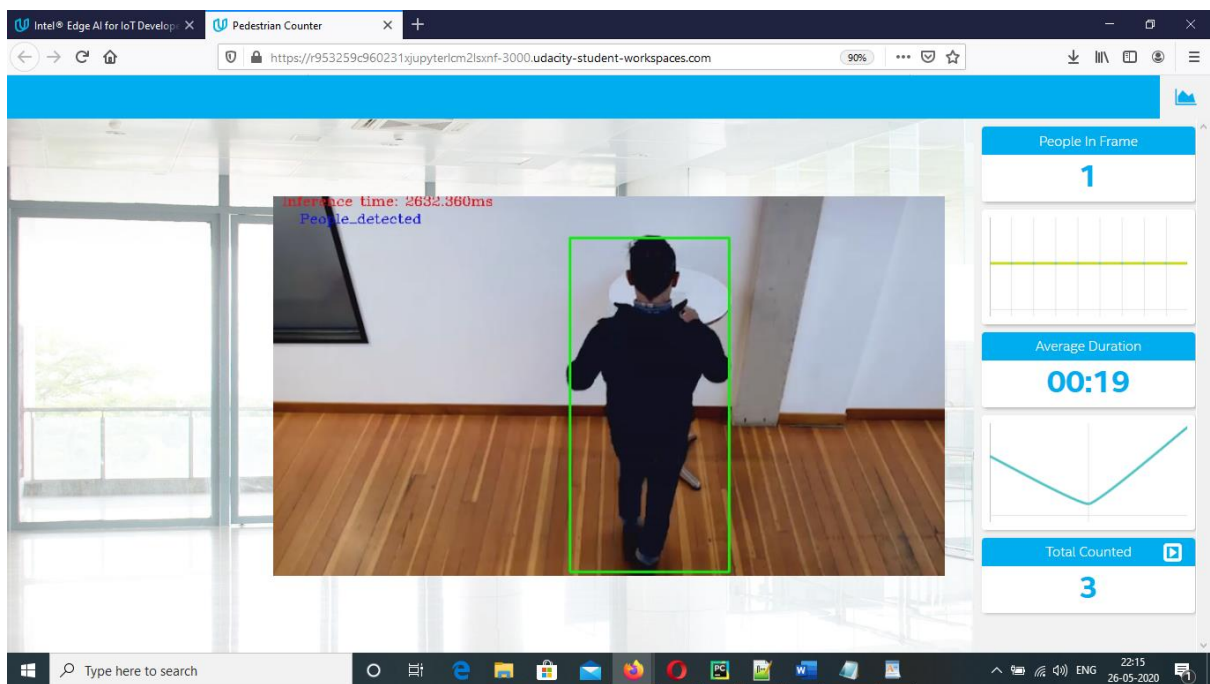 Intel® Edge AI for IoT Develop
Pedestrian Counter
https://r953259c960231xjupyterlcm2lsxnf-3000.udacity-student-workspaces.com
90%
People In Frame
1
Inference time: 2632.360ms
People_detected
Average Duration
00:19
Total Counted
3
Type here to search
PC
W
ENG
22:15
26-05-2020
1